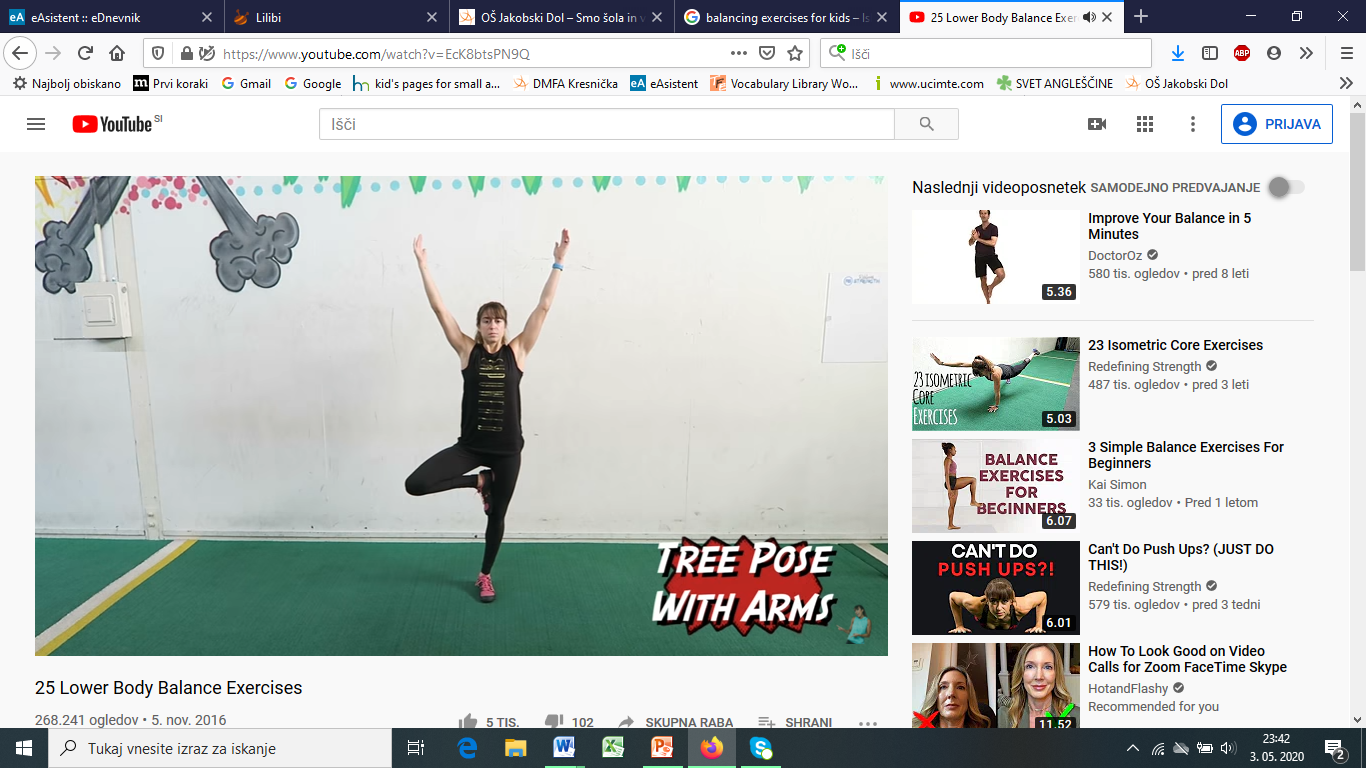 eAsistent :: eDnevnik
Lilibi
OŠ Jakobski Dol – Smo šola in v
balancing exercises for kids – Is
25 Lower Body Balance Exer
https://www.youtube.com/watch?v=EcK8btsPN9Q
Išči
ABP
Najbolj obiskano
Prvi koraki
Gmail
Google
kid's pages for small a...
DMFA Kresnička
eAsistent
Vocabulary Library Wo...
www.ucimte.com
SVET ANGLEŠČINE
OŠ Jakobski Dol
YouTube SI
Išči
PRIJAVA
TREE POSE
WITH ARMS
25 Lower Body Balance Exercises
268.241 ogledov • 5. nov. 2016
5 TIS.
102
SKUPNA RABA
SHRANI
Naslednji videoposnetek
SAMODEJNO PREDVAJANJE
Improve Your Balance in 5
Minutes
DoctorOz
580 tis. ogledov • pred 8 leti
5.36
23 Isometric Core Exercises
Redefining Strength
487 tis. ogledov • pred 3 leti
23 ISOMETRIC
CORE
EXERCISES
5.03
3 Simple Balance Exercises For
Beginners
Kai Simon
33 tis. ogledov • Pred 1 letom
BALANCE
EXERCISES
FOR
BEGINNERS
6.07
Can't Do Push Ups? (JUST DO
THIS!)
Redefining Strength
579 tis. ogledov • pred 3 tedni
CAN'T DO
PUSH UPS?!
6.01
How To Look Good on Video
Calls for Zoom FaceTime Skype
HotandFlashy
Recommended for you
11.52
Tukaj vnesite izraz za iskanje
23:42
3. 05. 2020
2